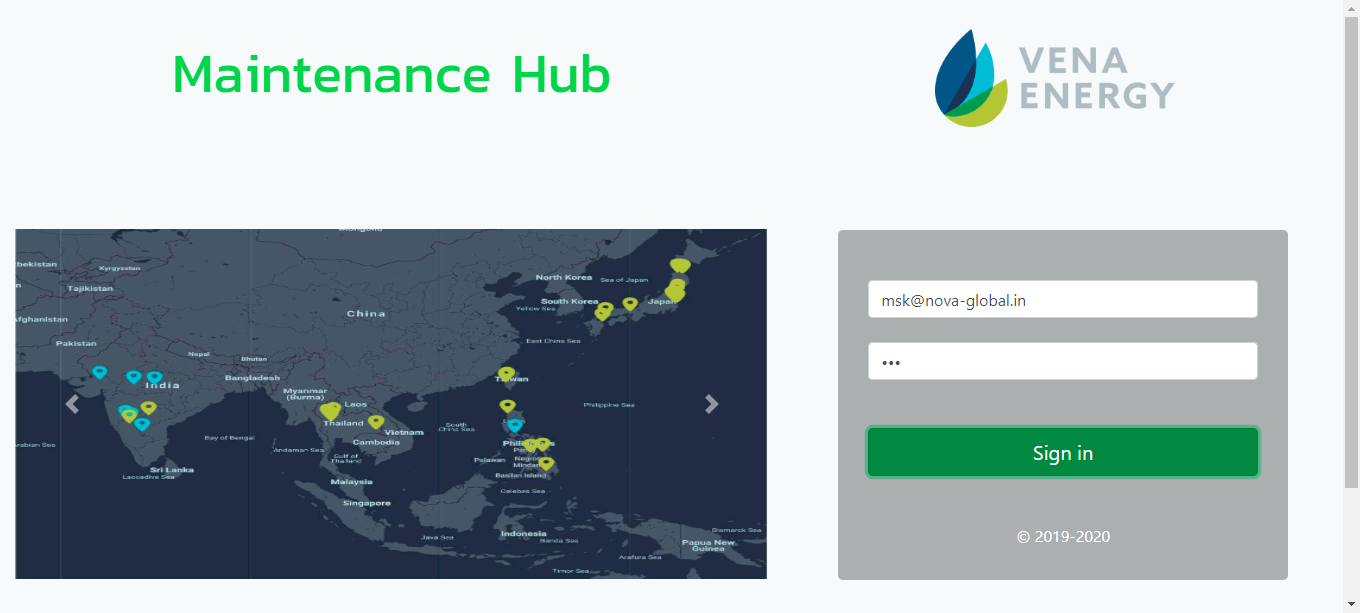 Maintenance Hub
VENA
ENERGY
Mongolia
bekistan
Kyrgyzstan
Tajikistan
North Korea
Sea of Japan
South Korea
Japan
Yellow Sea
China
fghanistan
Pakistan
East China Sea
Nepal
Bhutan
India
Bangladesh
Taiwan
Myanmar
(Burma)
Laos
Philippine Sea
Thailand
Vietnam
South
China Sea
Bay of Bengal
Cambodia
Arabian Sea
Andaman Sea
Gulf of
Thailand
Palawan
Sri Lanka
Laccadive Sea
Basilan Island
Malaysia
Celebes Sea
Singapore
Indonesia
Java Sea
Banda Sea
Bismarck Sea
Papua New
Guinea
Arafura Sea
Timor Sea
msk@nova-global.in
•••
Sign in
© 2019-2020